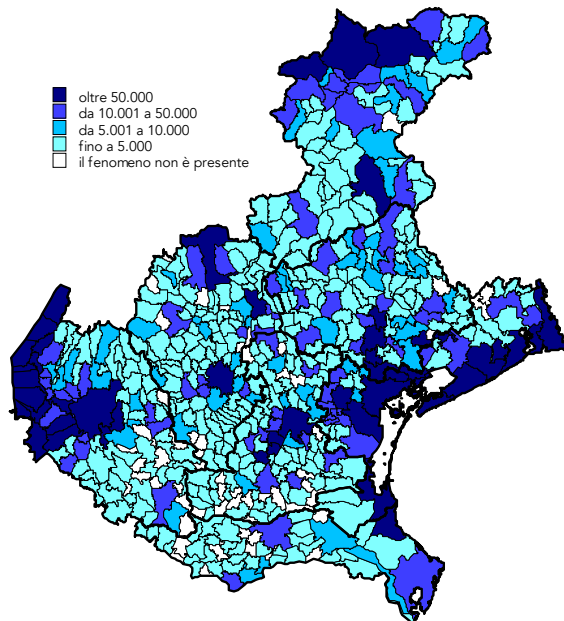 oltre 50.000
da 10.001 a 50.000
da 5.001 a 10.000
fino a 5.000
il fenomeno non è presente